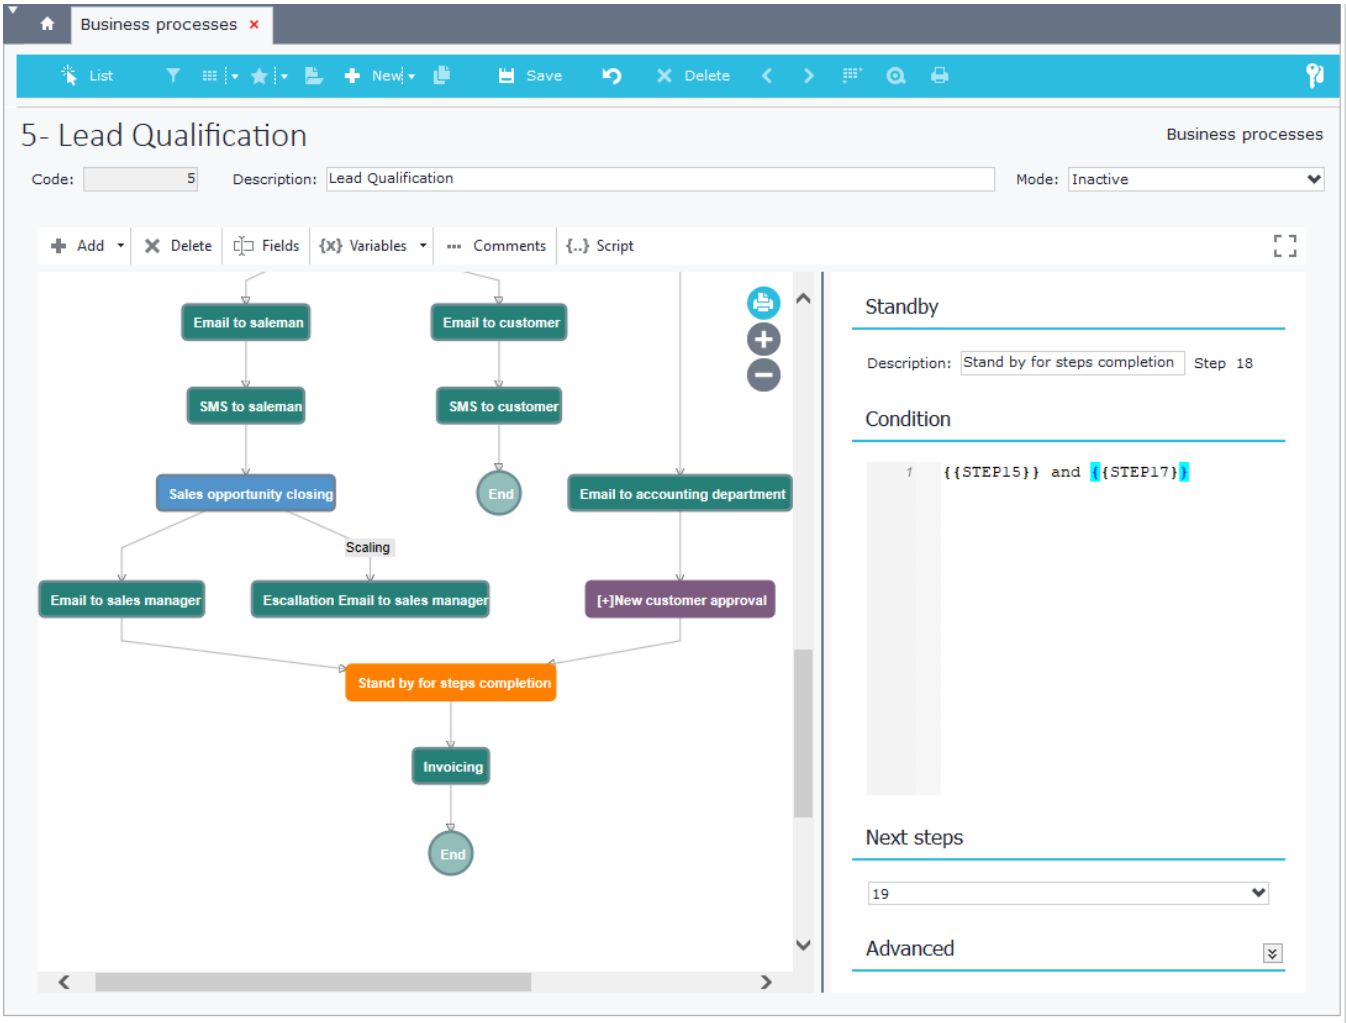 Business processes ×
List New Save Delete
5- Lead Qualification
Business processes
Code: 5 Description: Lead Qualification Mode: Inactive
Add Delete Fields {x} Variables Comments {..} Script
Email to saleman
Email to customer
SMS to saleman
SMS to customer
Sales opportunity closing
End
Email to accounting department
Scaling
Email to sales manager
Escallation Email to sales manager
[+]New customer approval
Stand by for steps completion
Invoicing
End
Standby
Description: Stand by for steps completion Step 18
Condition
1 {{STEP15}} and {{STEP17}}
Next steps
19
Advanced